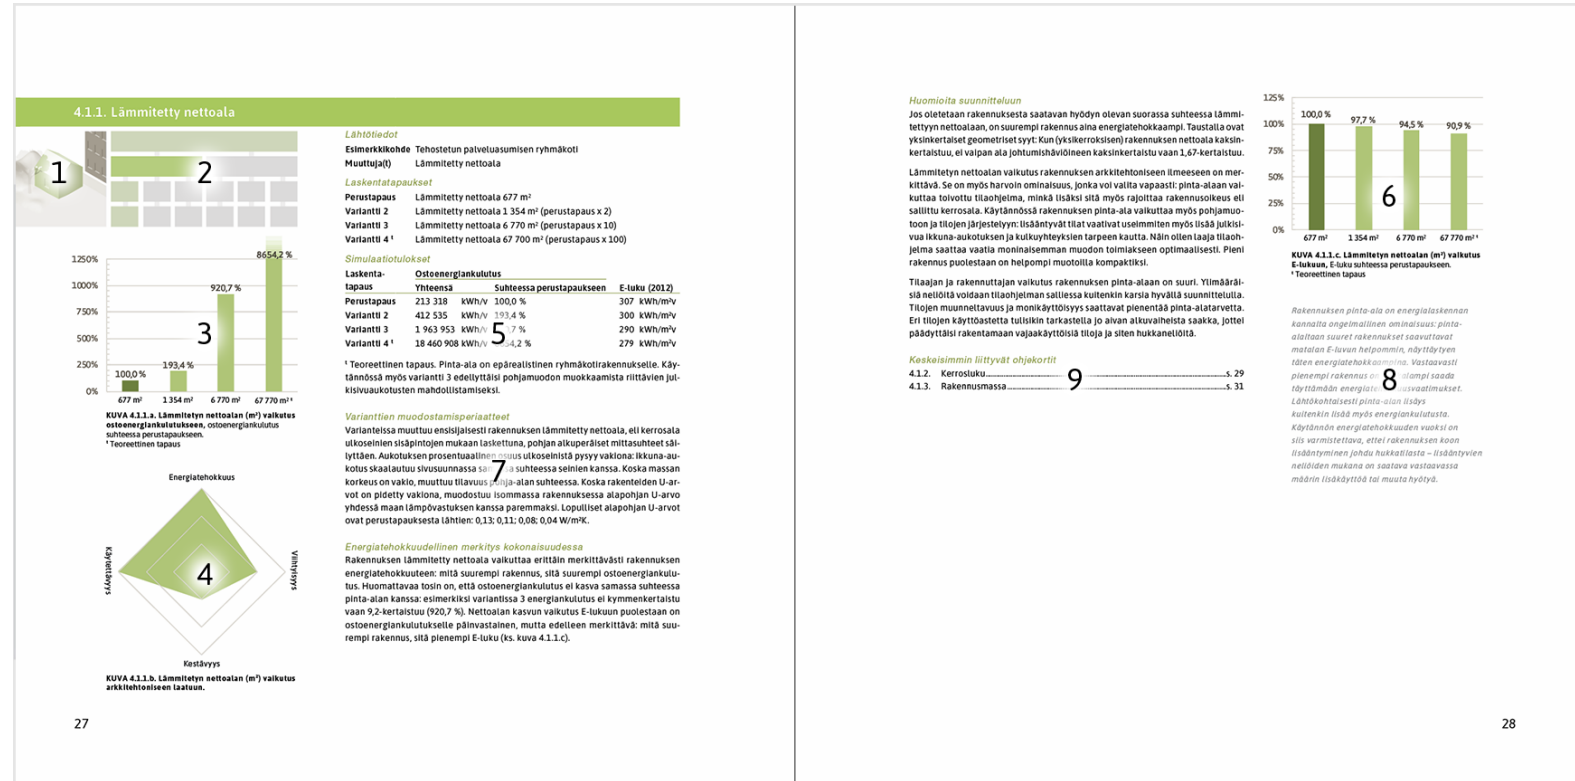 4.1.1. Lämmitetty nettoala
1
2
1250%
1000%
750%
500%
250%
0%
100,0 %
193,4 %
920,7 %
8654,2 %
3
677 m²
1 354 m²
6 770 m²
67 770 m² ¹
KUVA 4.1.1.a. Lämmitetyn nettoalan (m²) vaikutus
ostoenergiankulutukseen, ostoenergiankulutus
suhteessa perustapaukseen.
¹ Teoreettinen tapaus
Energiatehokkuus
Käytettävyys
Viihtyisyys
4
Kestävyys
KUVA 4.1.1.b. Lämmitetyn nettoalan (m²) vaikutus
arkkitehtoniseen laatuun.
27
Lähtötiedot
Esimerkkikohde Tehostetun palveluasumisen ryhmäkoti
Muuttuja(t) Lämmitetty nettoala
Laskentatapaukset
Perustapaus Lämmitetty nettoala 677 m²
Variantti 2 Lämmitetty nettoala 1 354 m² (perustapaus x 2)
Variantti 3 Lämmitetty nettoala 6 770 m² (perustapaus x 10)
Variantti 4 ¹ Lämmitetty nettoala 67 700 m² (perustapaus x 100)
Simulaatiotulokset
Laskenta- Ostoenergiankulutus
tapaus Yhteensä Suhteessa perustapaukseen E-luku (2012)
Perustapaus 213 318 kWh/v 100,0 % 307 kWh/m²v
Variantti 2 412 535 kWh/v 193,4 % 300 kWh/m²v
Variantti 3 1 963 953 kWh/v 5 ,7 % 290 kWh/m²v
Variantti 4 ¹ 18 460 908 kWh/v 54,2 % 279 kWh/m²v
¹ Teoreettinen tapaus. Pinta-ala on epärealistinen ryhmäkotirakennukselle. Käy-
tännössä myös variantti 3 edellyttäisi pohjamuodon muokkaamista riittävien jul-
kisivuaukotusten mahdollistamiseksi.
Varianttien muodostamisperiaatteet
Varianteissa muuttuu ensisijaisesti rakennuksen lämmitetty nettoala, eli kerrosala
ulkoseinien sisäpintojen mukaan laskettuna, pohjan alkuperäiset mittasuhteet säi-
lyttäen. Aukotuksen prosentuaalinen osuus ulkoseinistä pysyy vakiona: ikkuna-au-
kotus skaalautuu sivusuunnassa 7 suhteessa seinien kanssa. Koska massan
korkeus on vakio, muuttuu tilavuus pohja-alan suhteessa. Koska rakenteiden U-ar-
vot on pidetty vakiona, muodostuu isommassa rakennuksessa alapohjan U-arvo
yhdessä maan lämpövastuksen kanssa paremmaksi. Lopulliset alapohjan U-arvot
ovat perustapauksesta lähtien: 0,13; 0,11; 0,08; 0,04 W/m²K.
Energiatehokkuudellinen merkitys kokonaisuudessa
Rakennuksen lämmitetty nettoala vaikuttaa erittäin merkittävästi rakennuksen
energiatehokkuuteen: mitä suurempi rakennus, sitä suurempi ostoenergiankulu-
tus. Huomattavaa tosin on, että ostoenergiankulutus ei kasva samassa suhteessa
pinta-alan kanssa: esimerkiksi variantissa 3 energiankulutus ei kymmenkertaistu
vaan 9,2-kertaistuu (920,7 %). Nettoalan kasvun vaikutus E-lukuun puolestaan on
ostoenergiankulutukselle päinvastainen, mutta edelleen merkittävä: mitä suu-
rempi rakennus, sitä pienempi E-luku (ks. kuva 4.1.1.c).
Huomioita suunnitteluun
Jos oletetaan rakennuksesta saatavan hyödyn olevan suorassa suhteessa lämmi-
tettyyn nettoalaan, on suurempi rakennus aina energiatehokkaampi. Taustalla ovat
yksinkertaiset geometriset syyt: Kun (yksikerroksisen) rakennuksen nettoala kaksin-
kertaistuu, ei vaipan ala johtumishäviöineen kaksinkertaistu vaan 1,67-kertaistuu.
Lämmitetyn nettoalan vaikutus rakennuksen arkkitehtoniseen ilmeeseen on mer-
kittävä. Se on myös harvoin ominaisuus, jonka voi valita vapaasti: pinta-alaan vai-
kuttaa toivottu tilaohjelma, minkä lisäksi sitä myös rajoittaa rakennusoikeus eli
sallittu kerrosala. Käytännössä rakennuksen pinta-ala vaikuttaa myös pohjamuo-
toon ja tilojen järjestelyyn: lisääntyvät tilat vaativat useimmiten myös lisää julkisi-
vua ikkuna-aukotuksen ja kulkuyhteyksien tarpeen kautta. Näin ollen laaja tilaoh-
jelma saattaa vaatia monimaisemman muodon toimiakseen optimaalisesti. Pieni
rakennus puolestaan on helpompi muotoilla kompaktiksi.
Tilaajan ja rakennuttajan vaikutus rakennuksen pinta-alaan on suuri. Ylimääräi-
siä neliöitä voidaan tilaohjelman salliessa kuitenkin karsia hyvällä suunnittelulla.
Tilojen muunneltavuus ja monikäyttöisyys saattavat pienentää pinta-alatarvetta.
Eri tilojen käyttöastetta tulisikin tarkastella jo aivan alkuvaiheista saakka, jottei
päädyttäisi rakentamaan vajaakäyttöisiä tiloja ja siten hukkaneliöitä.
Keskeisimmin liittyvät ohjekortit
4.1.2. Kerrosluku s. 29
4.1.3. Rakennusmassa s. 31
9
125%
100%
75%
50%
25%
0%
100,0 %
97,7 %
94,5 %
90,9 %
6
677 m²
1 354 m²
6 770 m²
67 770 m² ¹
KUVA 4.1.1.c. Lämmitetyn nettoalan (m²) vaikutus
E-lukuun, E-luku suhteessa perustapaukseen.
¹ Teoreettinen tapaus
Rakennuksen pinta-ala on energialaskennan
kannalta ongelmallinen ominaisuus: pinta-
alaltaan suuret rakennukset saavuttavat
matalan E-luvun helpommin, näyttäytyen
täten energiatehokkaampina. Vastaavasti
pienempi rakennus on saada
täyttämään 8
Lähtökohtaisesti pinta-alan lisäys
kuitenkin lisää myös energiankulutusta.
Käytännön energiatehokkuuden vuoksi on
siis varmistettava, ettei rakennuksen koon
lisääntyminen johdu hukkatilasta – lisääntyvien
neliöiden mukana on saatava vastaavassa
määrin lisäkäyttöä tai muuta hyötyä.
28